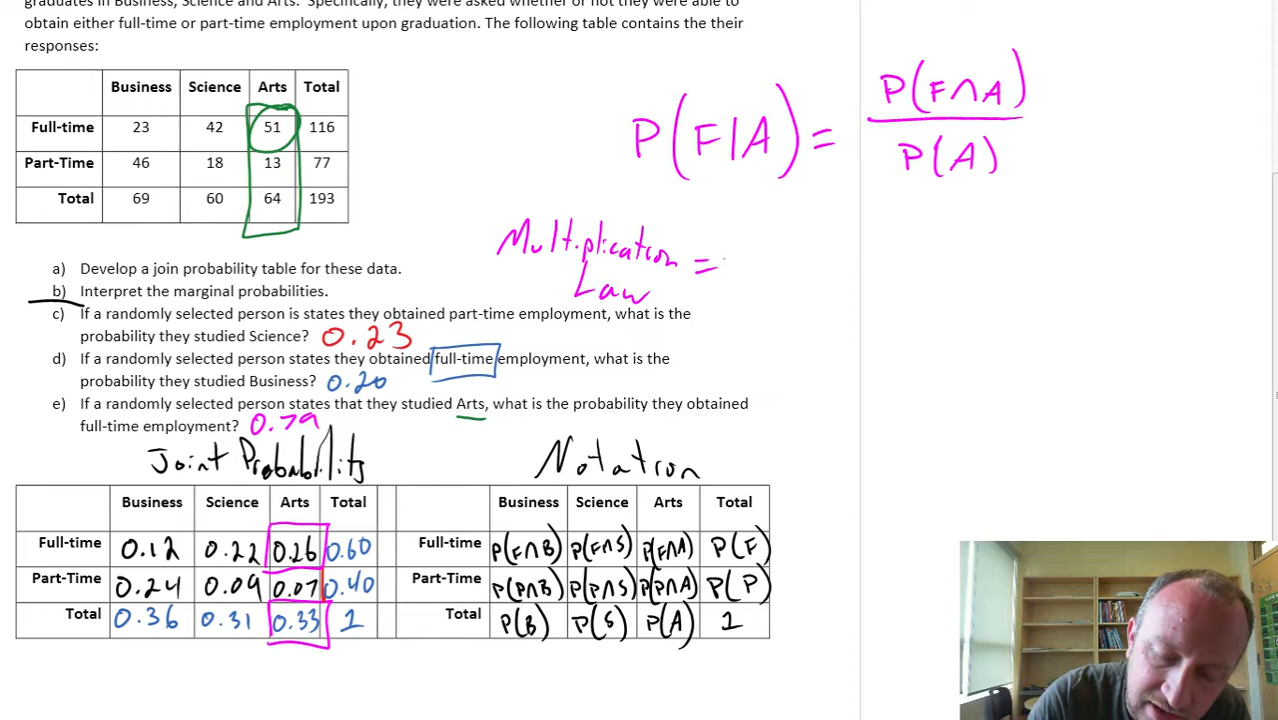 graduates in Business, Science and Arts. Specifically, they were asked whether or not they were able to
obtain either full-time or part-time employment upon graduation. The following table contains the their
responses:
Business Science Arts Total
Full-time 23 42 51 116
Part-Time 46 18 13 77
Total 69 60 64 193
P(F|A) = P(F∩A)
P(A)
Multiplication =
Law
a) Develop a join probability table for these data.
b) Interpret the marginal probabilities.
c) If a randomly selected person is states they obtained part-time employment, what is the
probability they studied Science? 0.23
d) If a randomly selected person states they obtained full-time employment, what is the
probability they studied Business? 0.20
e) If a randomly selected person states that they studied Arts, what is the probability they obtained
full-time employment? 0.79
Joint Probability Notation
Business Science Arts Total Business Science Arts Total
Full-time 0.12 0.22 0.26 0.60 Full-time P(F∩B) P(F∩S) P(F∩A) P(F)
Part-Time 0.24 0.09 0.07 0.40 Part-Time P(P∩B) P(P∩S) P(P∩A) P(P)
Total 0.36 0.31 0.33 1 Total P(B) P(S) P(A) 1